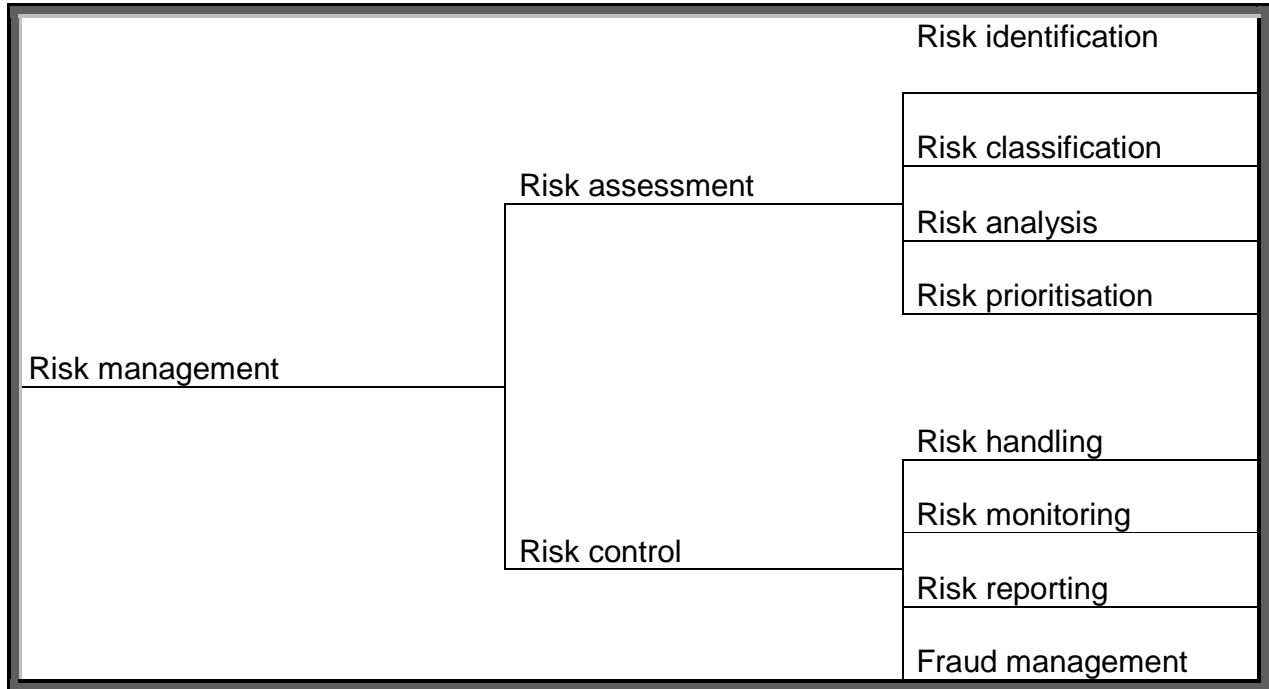 Risk identification
Risk classification
Risk assessment
Risk analysis
Risk prioritisation
Risk management
Risk handling
Risk monitoring
Risk control
Risk reporting
Fraud management